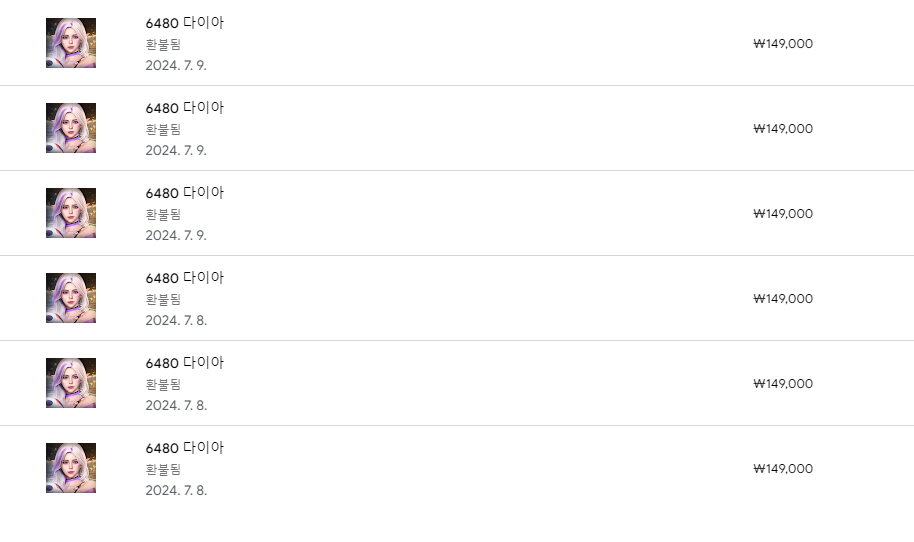 6480 다이아
환불됨
₩149,000
2024. 7. 9.
6480 다이아
환불됨
₩149,000
2024. 7. 9.
6480 다이아
환불됨
₩149,000
2024. 7. 9.
6480 다이아
환불됨
₩149,000
2024. 7. 8.
6480 다이아
환불됨
₩149,000
2024. 7. 8.
6480 다이아
환불됨
₩149,000
2024. 7. 8.